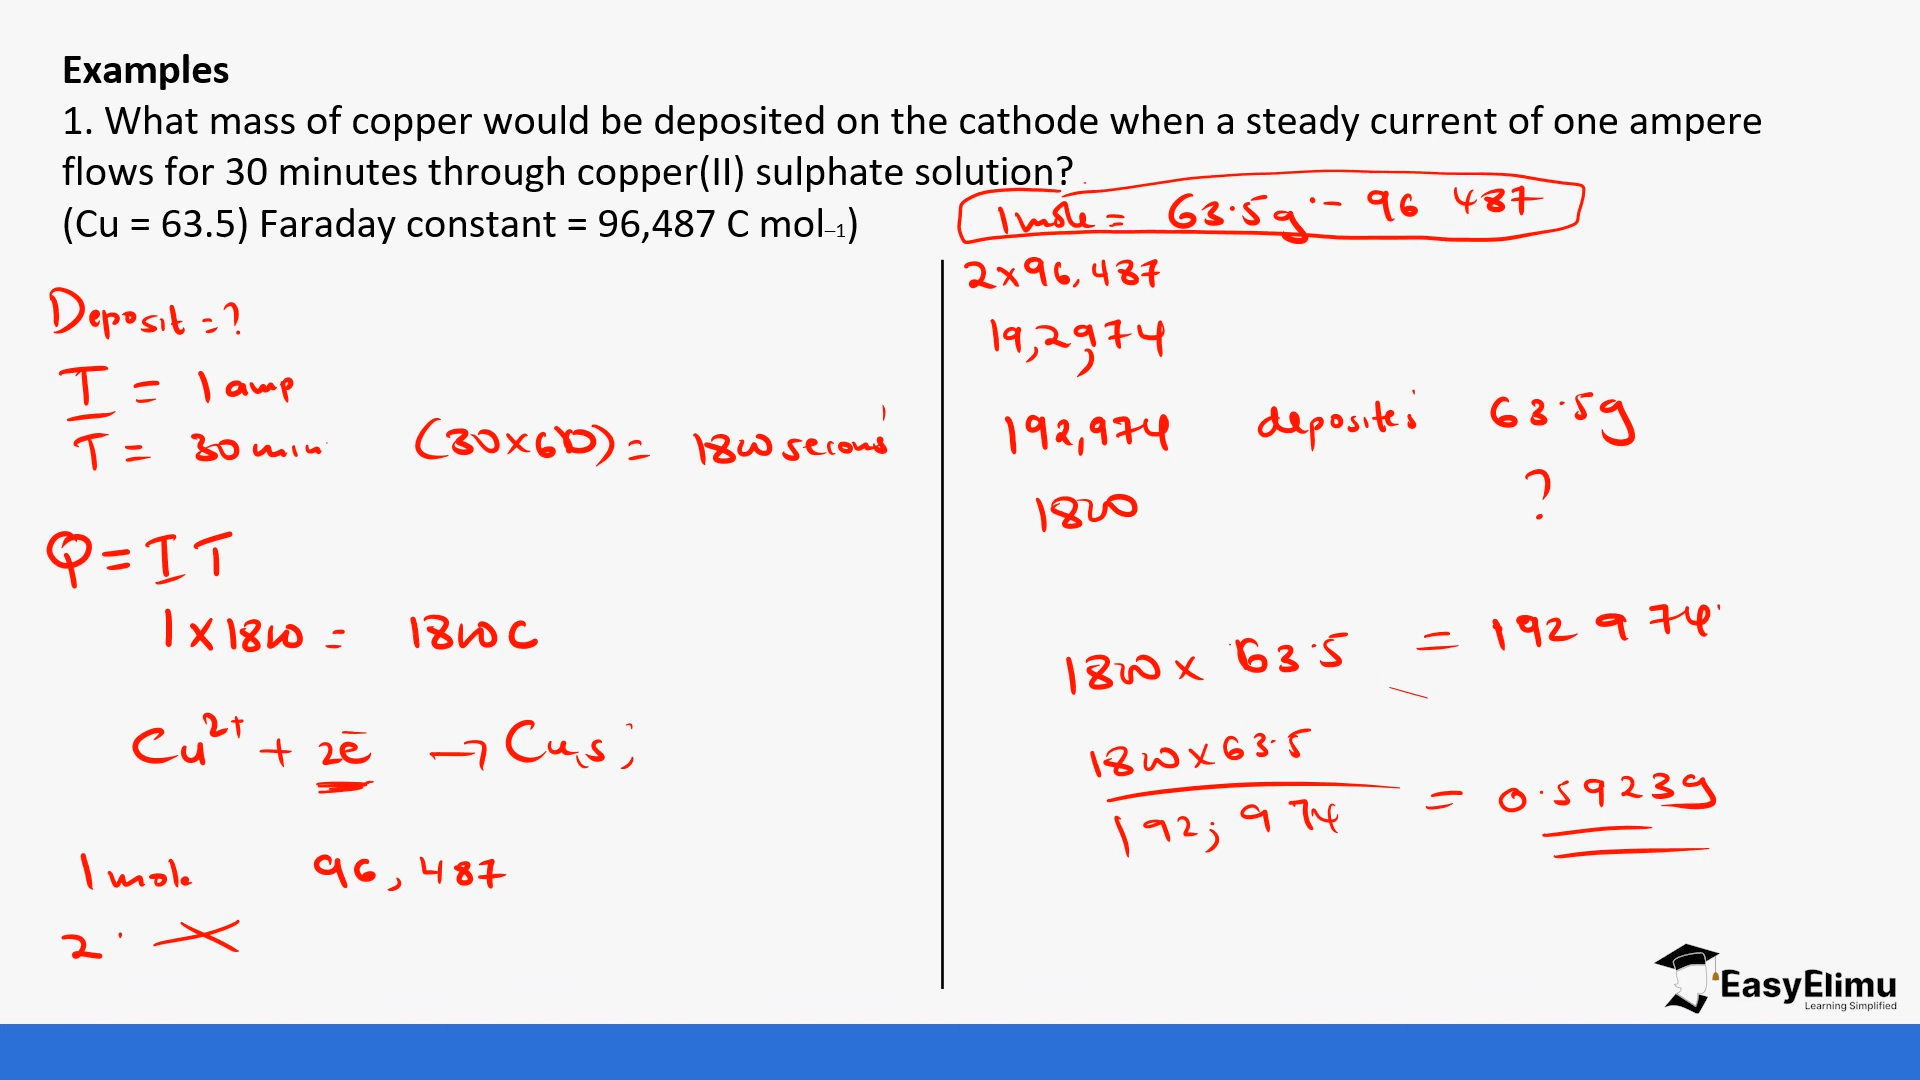 Examples
1. What mass of copper would be deposited on the cathode when a steady current of one ampere
flows for 30 minutes through copper(II) sulphate solution?
(Cu = 63.5) Faraday constant = 96,487 C mol–1)
Deposit = ?
I = 1 amp
T = 30 min (30×60) = 1800 second
Q = I T
1 × 1800 = 1800 C
Cu2+ + 2e̅ → Cu(s)
1 mole 96,487
2
1 mole = 63.5g - 96 487
2×96,487
19,2974
192,974 deposits 63.5g
1800 ?
1800 × 63.5 = 192 974
1800 × 63.5
192,974
= 0.5923g
EasyElimu
Learning Simplified